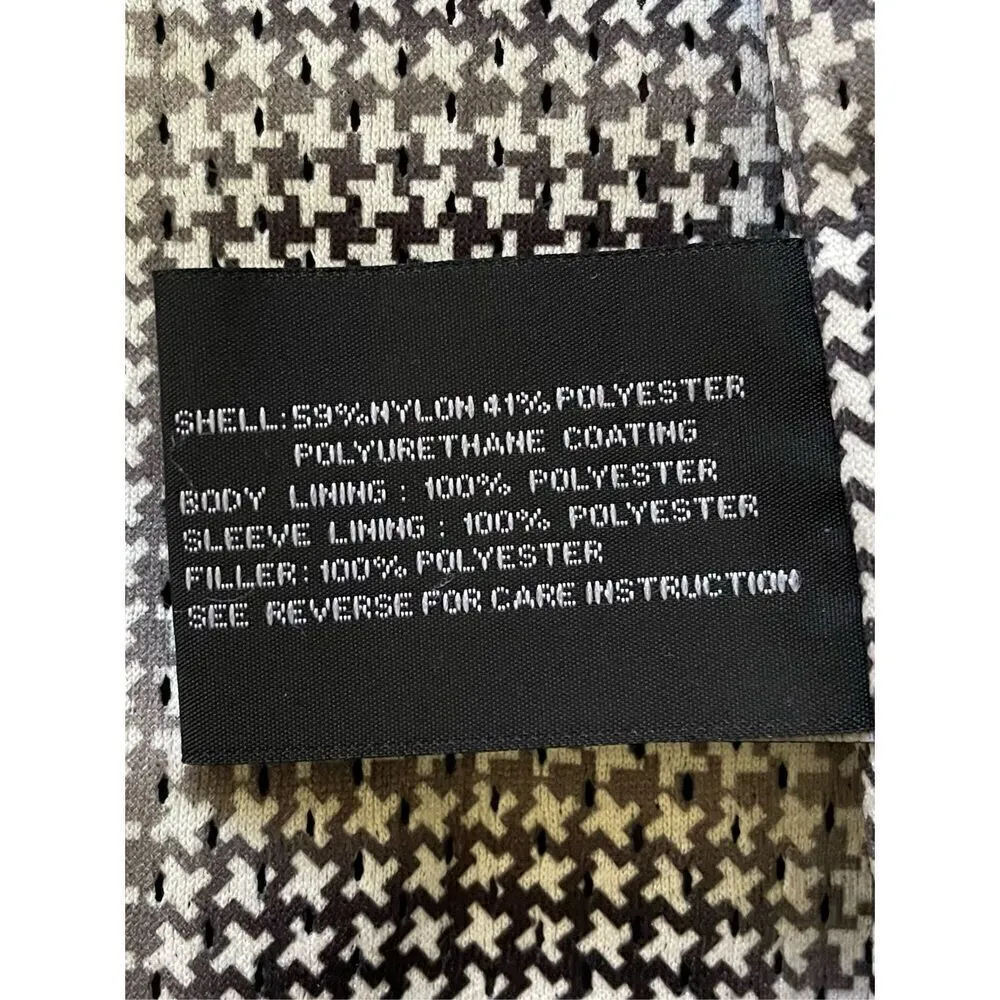 SHELL: 59% NYLON 41% POLYESTER
POLYURETHANE COATING
BODY LINING : 100% POLYESTER
SLEEVE LINING : 100% POLYESTER
FILLER : 100% POLYESTER
SEE REVERSE FOR CARE INSTRUCTION